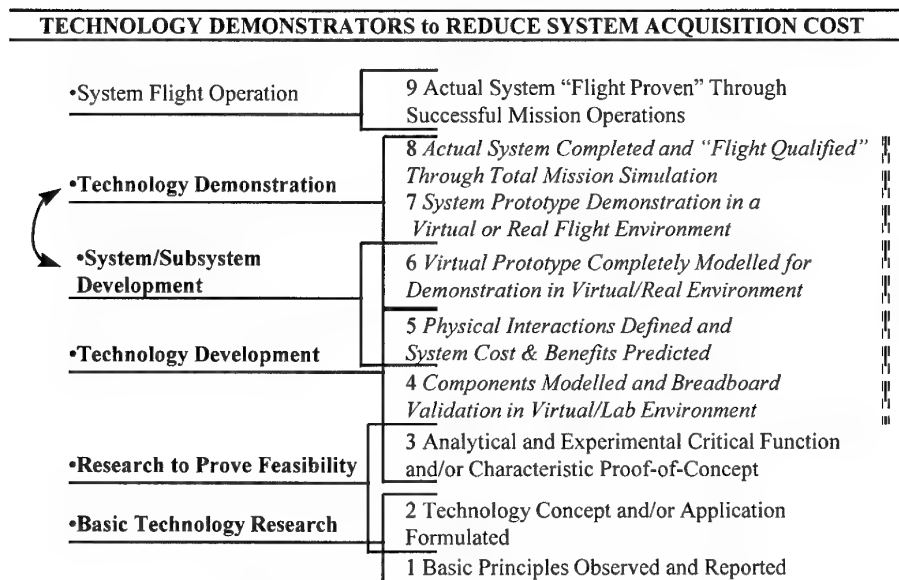 TECHNOLOGY DEMONSTRATORS to REDUCE SYSTEM ACQUISITION COST
•System Flight Operation
9 Actual System “Flight Proven” Through
Successful Mission Operations
•Technology Demonstration
8 Actual System Completed and “Flight Qualified”
Through Total Mission Simulation
7 System Prototype Demonstration in a
Virtual or Real Flight Environment
•System/Subsystem
Development
6 Virtual Prototype Completely Modelled for
Demonstration in Virtual/Real Environment
•Technology Development
5 Physical Interactions Defined and
System Cost & Benefits Predicted
4 Components Modelled and Breadboard
Validation in Virtual/Lab Environment
•Research to Prove Feasibility
3 Analytical and Experimental Critical Function
and/or Characteristic Proof-of-Concept
•Basic Technology Research
2 Technology Concept and/or Application
Formulated
1 Basic Principles Observed and Reported